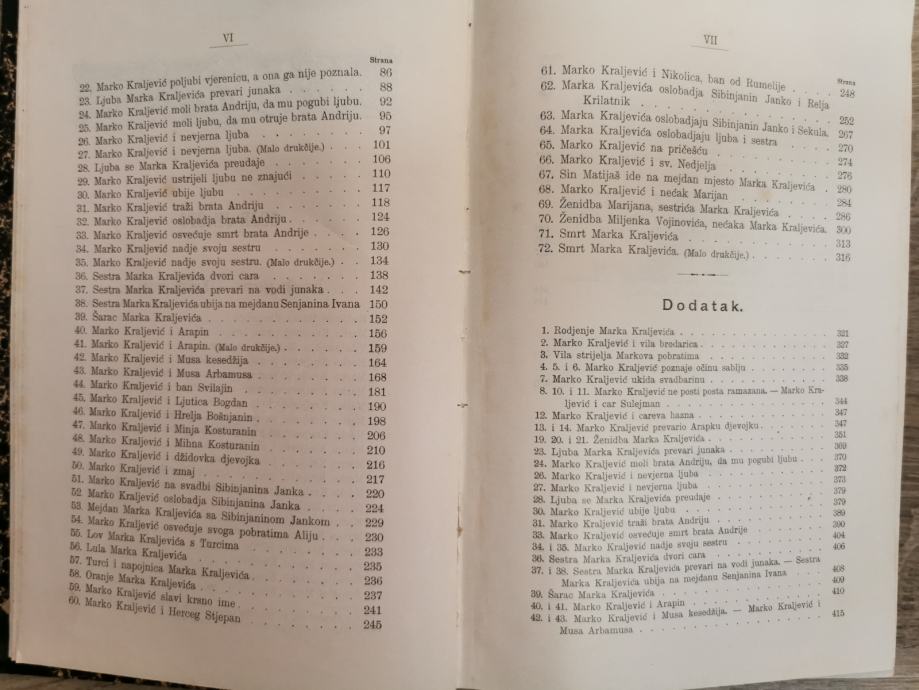 VI
Strana
22. Marko Kraljević poljubi vjerenicu, a ona ga nije poznala. 86
23. Ljuba Marka Kraljevića prevari junaka . . . . . . 88
24. Marko Kraljević moli brata Andriju, da mu pogubi ljubu. 92
25. Marko Kraljević moli ljubu, da mu otruje brata Andriju. 95
26. Marko Kraljević i nevjerna ljuba . . . . . . . 97
27. Marko Kraljević i nevjerna ljuba. (Malo drukčije.) . . . 101
28. Ljuba se Marka Kraljevića preudaje . . . . . . 106
29. Marko Kraljević ustrijeli ljubu ne znajući . . . . . 110
30. Marko Kraljević ubije ljubu . . . . . . . . 117
31. Marko Kraljević traži brata Andriju . . . . . . 118
32. Marko Kraljević oslobadja brata Andriju . . . . . 124
33. Marko Kraljević osvećuje smrt brata Andrije . . . . 126
34. Marko Kraljević nadje svoju sestru . . . . . . 130
35. Marko Kraljević nadje svoju sestru. (Malo drukčije.) . . 134
36. Sestra Marka Kraljevića dvori cara . . . . . . 138
37. Sestra Marka Kraljevića prevari na vodi junaka . . . . 142
38. Sestra Marka Kraljevića ubija na mejdanu Senjanina Ivana 150
39. Šarac Marka Kraljevića . . . . . . . . . 152
40. Marko Kraljević i Arapin . . . . . . . . 156
41. Marko Kraljević i Arapin. (Malo drukčije.) . . . . . 159
42. Marko Kraljević i Musa kesedžija . . . . . . 164
43. Marko Kraljević i Musa Arbamusa . . . . . . . 168
44. Marko Kraljević i ban Svilajin . . . . . . . 181
45. Marko Kraljević i Ljutica Bogdan . . . . . . . 190
46. Marko Kraljević i Hrelja Bošnjanin . . . . . . . 198
47. Marko Kraljević i Minja Kosturanin . . . . . . 206
48. Marko Kraljević i Mihna Kosturanin . . . . . . 210
49. Marko Kraljević i džidovka djevojka . . . . . . 216
50. Marko Kraljević i zmaj . . . . . . . . . 217
51. Marko Kraljević na svadbi Sibinjanina Janka . . . . 220
52. Marko Kraljević oslobadja Sibinjanina Janka . . . . 224
53. Mejdan Marka Kraljevića sa Sibinjaninom Jankom . . . 229
54. Marko Kraljević osvećuje svoga pobratima Aliju . . . . 230
55. Lov Marka Kraljevića s Turcima . . . . . . . 233
56. Lula Marka Kraljevića . . . . . . . . . 235
57. Turci i napojnica Marka Kraljevića . . . . . . 236
58. Oranje Marka Kraljevića . . . . . . . . . 237
59. Marko Kraljević slavi krsno ime . . . . . . . 241
60. Marko Kraljević i Herceg Stjepan . . . . . . . 245
VII
Strana
61. Marko Kraljević i Nikolica, ban od Rumelije . . . . 248
62. Marka Kraljevića oslobadja Sibinjanin Janko i Relja
Krilatnik . . . . . . . . . . . 252
63. Marka Kraljevića oslobadjaju Sibinjanin Janko i Sekula. 267
64. Marka Kraljevića oslobadjaju ljuba i sestra . . . . 270
65. Marko Kraljević na pričešću . . . . . . . . 274
66. Marko Kraljević i sv. Nedjelja . . . . . . . 276
67. Sin Matijaš ide na mejdan mjesto Marka Kraljevića . . 280
68. Marko Kraljević i nećak Marijan . . . . . . . 284
69. Ženidba Marijana, sestrića Marka Kraljevića . . . . 286
70. Ženidba Miljenka Vojinovića, nećaka Marka Kraljevića. 300
71. Smrt Marka Kraljevića . . . . . . . . . 313
72. Smrt Marka Kraljevića. (Malo drukčije.) . . . . . 316
Dodatak.
1. Rodjenje Marka Kraljevića . . . . . . . . 321
2. Marko Kraljević i vila brodarica . . . . . . . 327
3. Vila strijelja Markova pobratima . . . . . . . 332
4. 5. i 6. Marko Kraljević poznaje očinu sablju . . . . 335
7. Marko Kraljević ukida svadbarinu . . . . . . . 338
8. 10. i 11. Marko Kraljević ne posti posta ramazana. — Marko Kra-
ljević i car Sulejman . . . . . . . . . 344
12. Marko Kraljević i careva hazna . . . . . . . 347
13. i 14. Marko Kraljević prevario Arapku djevojku . . . . 347
19. 20. i 21. Ženidba Marka Kraljevića . . . . . . . 351
23. Ljuba Marka Kraljevića prevari junaka . . . . . . 369
24. Marko Kraljević moli brata Andriju, da mu pogubi ljubu . . 370
26. Marko Kraljević i nevjerna ljuba . . . . . . . 372
27. Marko Kraljević i nevjerna ljuba . . . . . . . 373
28. Ljuba se Marka Kraljevića preudaje . . . . . . 379
30. Marko Kraljević ubije ljubu . . . . . . . . 379
31. Marko Kraljević traži brata Andriju . . . . . . 389
33. Marko Kraljević osvećuje smrt brata Andrije . . . . 390
34. i 35. Marko Kraljević nadje svoju sestru . . . . . 404
36. Sestra Marka Kraljevića dvori cara . . . . . . 406
37. i 38. Sestra Marka Kraljevića prevari na vodi junaka. — Sestra
Marka Kraljevića ubija na mejdanu Senjanina Ivana . . 408
39. Šarac Marka Kraljevića . . . . . . . . . 409
40. i 41. Marko Kraljević i Arapin . . . . . . . 410
42. i 43. Marko Kraljević i Musa kesedžija. — Marko Kraljević i
Musa Arbamusa . . . . . . . . . . 415